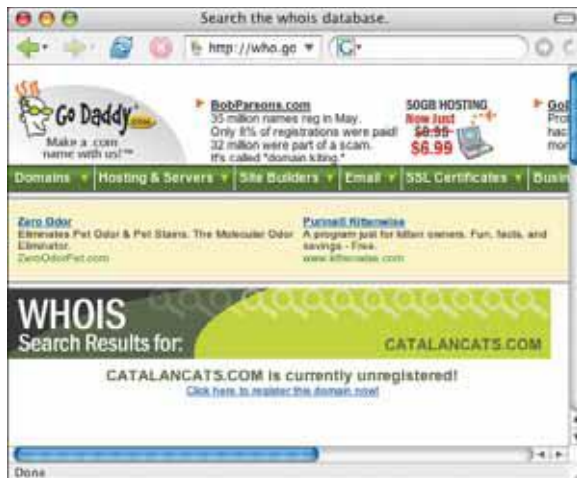 Search the whois database.
http://who.go
Go Daddy.com
Make a .com
name with us!™
BobParsons.com
35 million names reg in May.
Only 8% of registrations were paid!
32 million were part of a scam.
It's called "domain kiting."
50GB HOSTING
Now Just
$8.95
$6.99
Domains
Hosting & Servers
Site Builders
Email
SSL Certificates
Busin
Zero Odor
Eliminates Pet Odor & Pet Stains. The Molecular Odor
Eliminator.
ZeroOdorPet.com
Purina® Kittenwise
A program just for kitten owners. Fun, facts, and
savings - Free.
www.kittenwise.com
WHOIS
Search Results for:
CATALANCATS.COM
CATALANCATS.COM is currently unregistered!
Click here to register this domain now!
Done